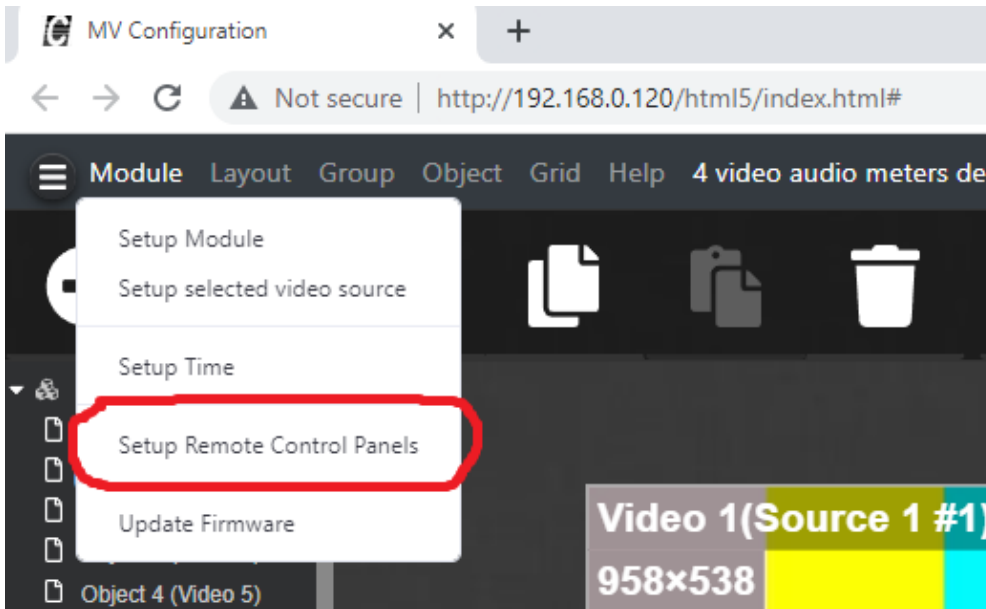 MV Configuration
Not secure http://192.168.0.120/html5/index.html#
Module Layout Group Object Grid Help 4 video audio meters de
Setup Module
Setup selected video source
Setup Time
Setup Remote Control Panels
Update Firmware
Object 4 (Video 5)
Video 1(Source 1 #1)
958×538